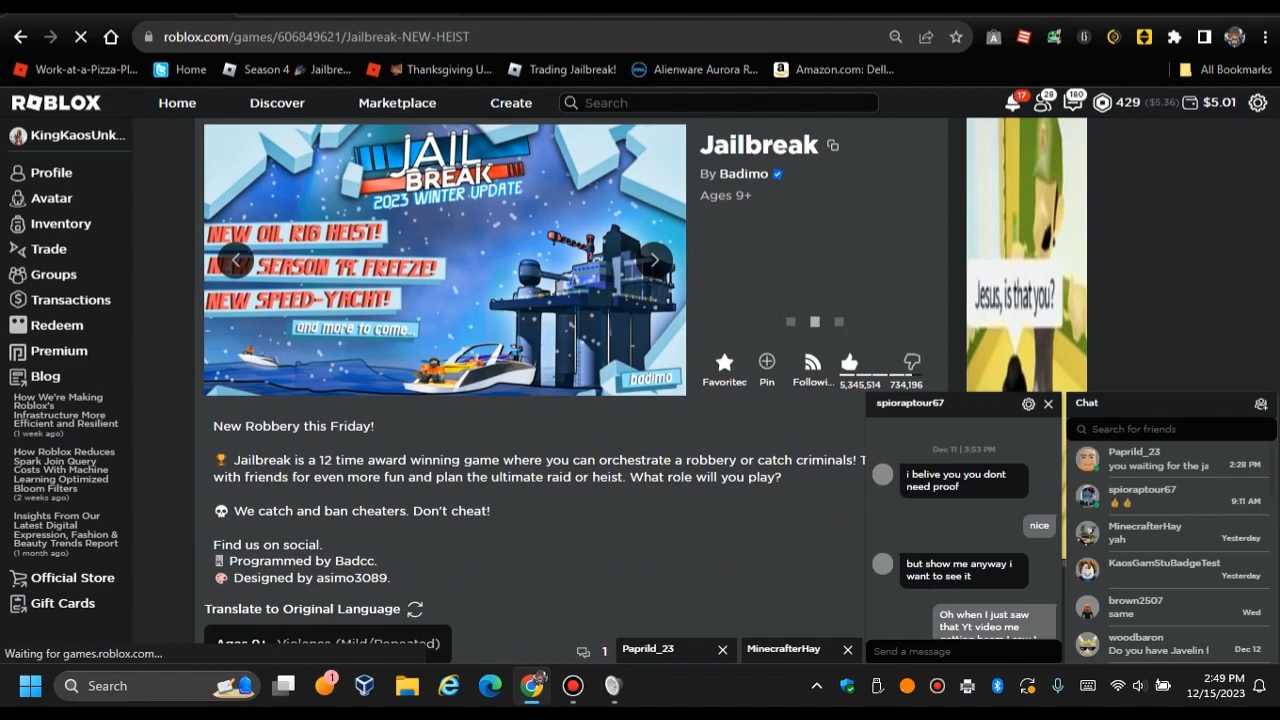 roblox.com/games/606849621/Jailbreak-NEW-HEIST
Work-at-a-Pizza-Pl...
Home
Season 4 🎉 Jailbre...
🦃 Thanksgiving U...
Trading Jailbreak!
Alienware Aurora R...
Amazon.com: Dell...
All Bookmarks
ROBLOX
Home
Discover
Marketplace
Create
Search
17
28
180
429 ($5.36)
$5.01
KingKaosUnk...
Profile
Avatar
Inventory
Trade
Groups
Transactions
Redeem
Premium
Blog
How We're Making
Roblox's
Infrastructure More
Efficient and Resilient
(1 week ago)
How Roblox Reduces
Spark Join Query
Costs With Machine
Learning Optimized
Bloom Filters
(2 weeks ago)
Insights From Our
Latest Digital
Expression, Fashion &
Beauty Trends Report
(1 month ago)
Official Store
Gift Cards
JAIL
BREAK
2023 WINTER UPDATE
NEW OIL RIG HEIST!
NEW SEASON 19: FREEZE!
NEW SPEED-YACHT!
and more to come...
badimo
Jailbreak
By Badimo
Ages 9+
Favorited
Pin
Followi...
5,345,514
734,196
Jesus, is that you?
New Robbery this Friday!
🏆 Jailbreak is a 12 time award winning game where you can orchestrate a robbery or catch criminals! T
with friends for even more fun and plan the ultimate raid or heist. What role will you play?
💀 We catch and ban cheaters. Don't cheat!
Find us on social.
Programmed by Badcc.
🎨 Designed by asimo3089.
Translate to Original Language
Ages 9+ Violence (Mild/Repeated)
Waiting for games.roblox.com...
spioraptour67
Dec 11 | 3:53 PM
i belive you you dont
need proof
nice
but show me anyway i
want to see it
Oh when I just saw
that Yt video me
Send a message
1
Paprild_23
MinecrafterHay
Chat
Search for friends
Paprild_23
you waiting for the ja
2:28 PM
spioraptour67
👍👍
9:11 AM
MinecrafterHay
yah
Yesterday
KaosGamStuBadgeTest
Yesterday
brown2507
same
Wed
woodbaron
Do you have Javelin f
Dec 12
Search
1
2:49 PM
12/15/2023